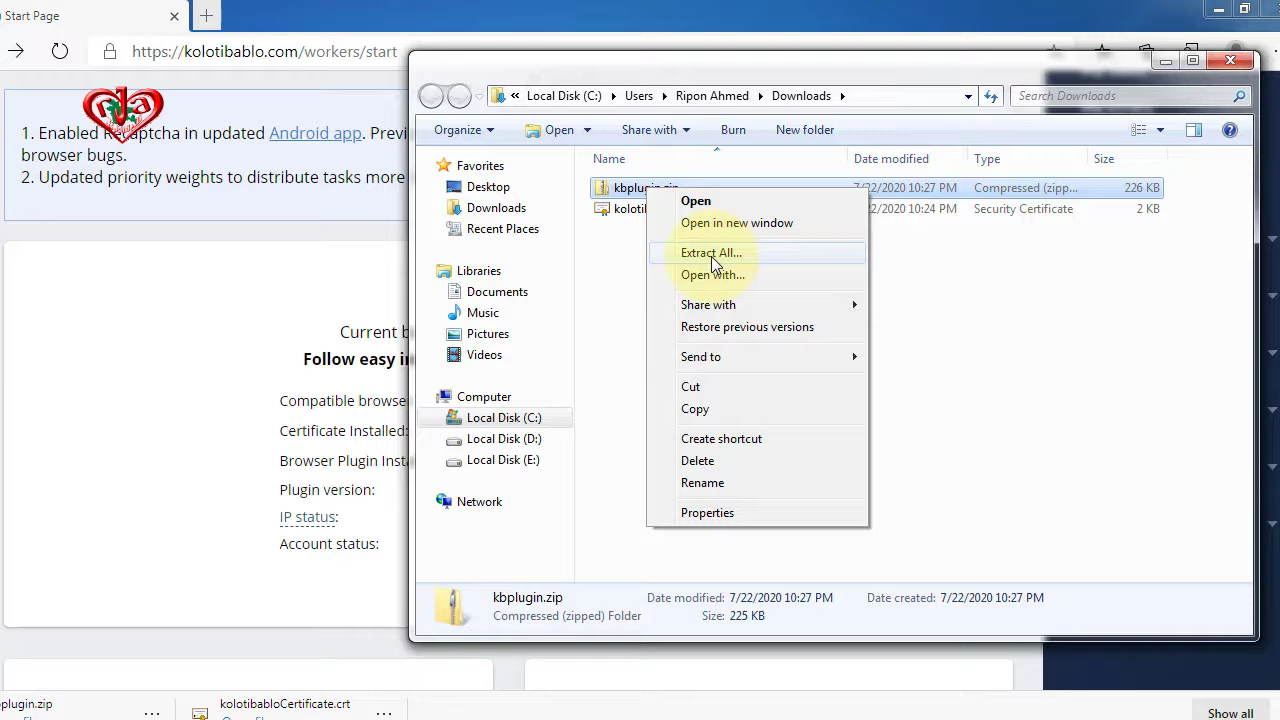 Start Page
https://kolotibablo.com/workers/start
1. Enabled Recaptcha in updated Android app. Previ
browser bugs.
2. Updated priority weights to distribute tasks more
Current b
Follow easy i
Compatible browse
Certificate Installed:
Browser Plugin Inst
Plugin version:
IP status:
Account status:
Local Disk (C:)
Users
Ripon Ahmed
Downloads
Search Downloads
Organize
Open
Share with
Burn
New folder
Favorites
Desktop
Downloads
Recent Places
Libraries
Documents
Music
Pictures
Videos
Computer
Local Disk (C:)
Local Disk (D:)
Local Disk (E:)
Network
Name
Date modified
Type
Size
kbplugin.zip
7/22/2020 10:27 PM
Compressed (zipp...
226 KB
koloti
22/2020 10:24 PM
Security Certificate
2 KB
Open
Open in new window
Extract All...
Open with...
Share with
Restore previous versions
Send to
Cut
Copy
Create shortcut
Delete
Rename
Properties
kbplugin.zip
Date modified: 7/22/2020 10:27 PM
Date created: 7/22/2020 10:27 PM
Compressed (zipped) Folder
Size: 225 KB
plugin.zip
kolotibabloCertificate.crt
Show all